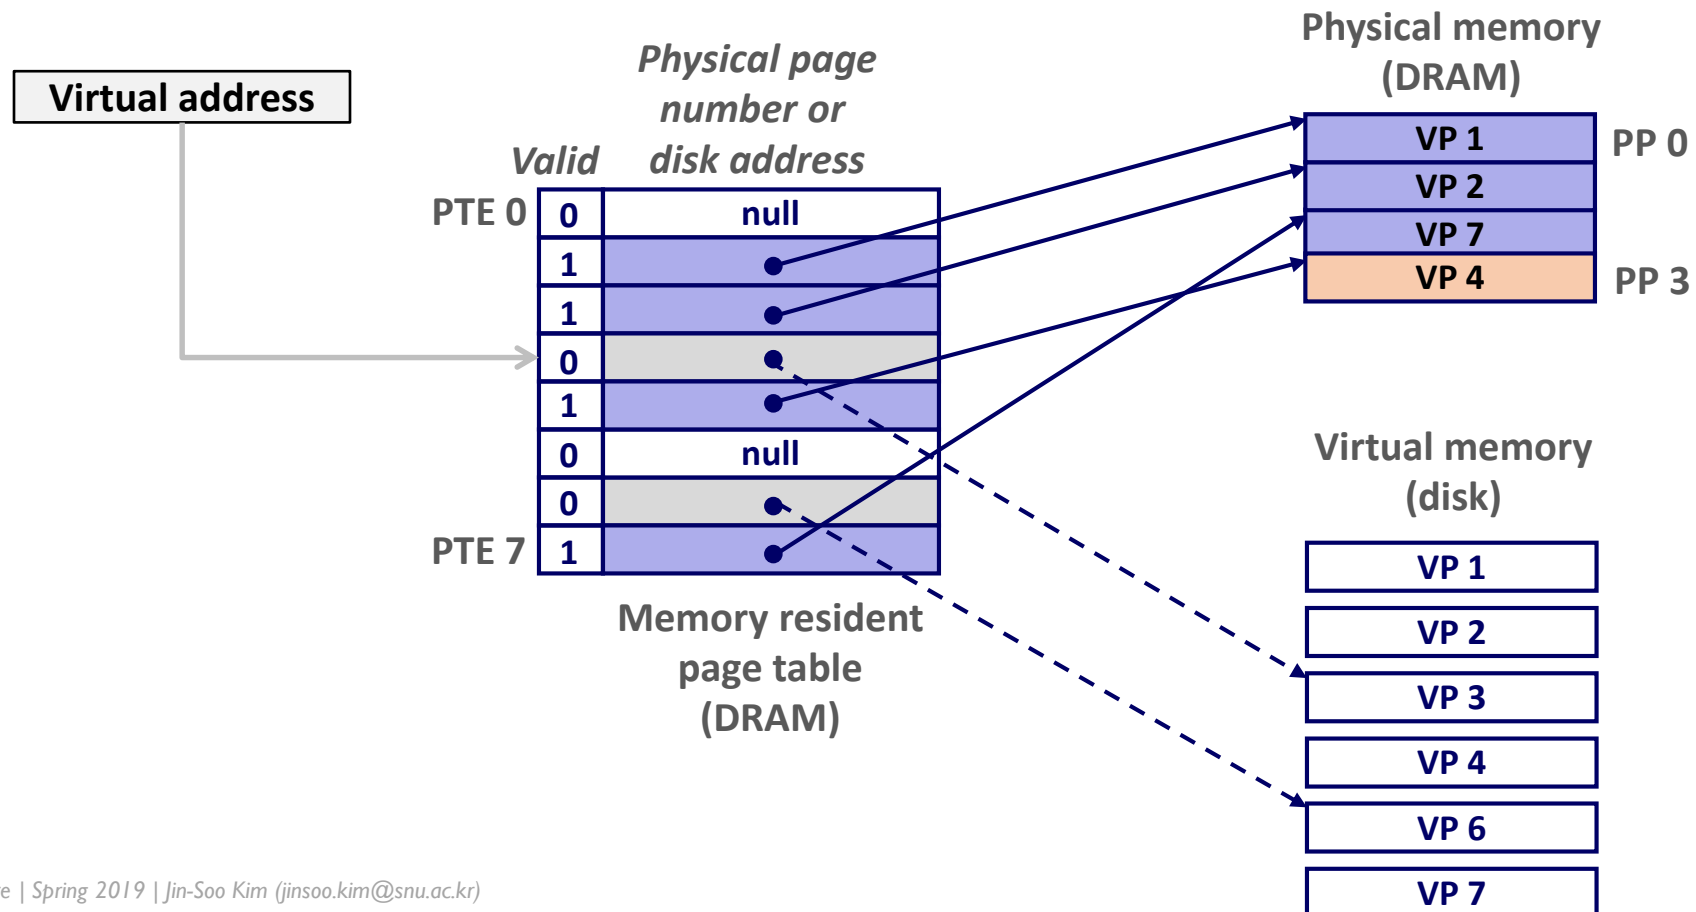 Virtual address
Physical page
number or
disk address
Valid
PTE 0
0 null
1
1
0
1
0 null
0
PTE 7 1
Memory resident
page table
(DRAM)
Physical memory
(DRAM)
VP 1 PP 0
VP 2
VP 7
VP 4 PP 3
Virtual memory
(disk)
VP 1
VP 2
VP 3
VP 4
VP 6
VP 7
e | Spring 2019 | Jin-Soo Kim (jinsoo.kim@snu.ac.kr)